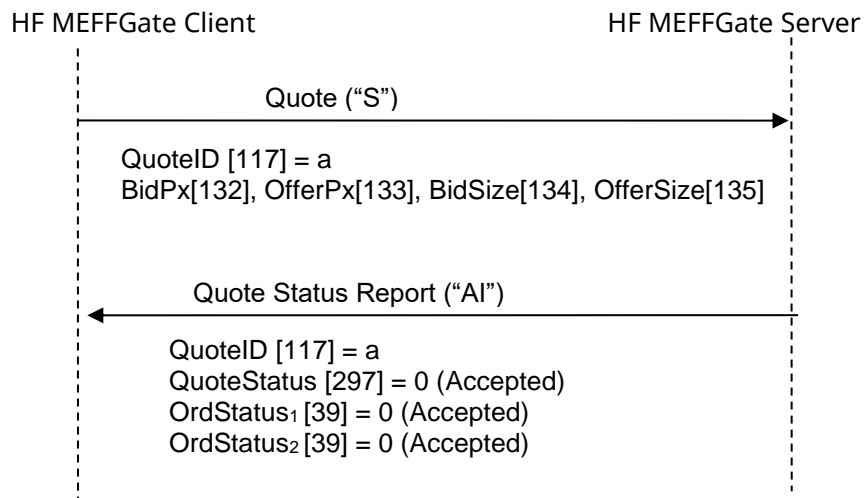 HF MEFFGate Client
HF MEFFGate Server
Quote (“S”)
QuoteID [117] = a
BidPx[132], OfferPx[133], BidSize[134], OfferSize[135]
Quote Status Report (“AI”)
QuoteID [117] = a
QuoteStatus [297] = 0 (Accepted)
OrdStatus₁ [39] = 0 (Accepted)
OrdStatus₂ [39] = 0 (Accepted)